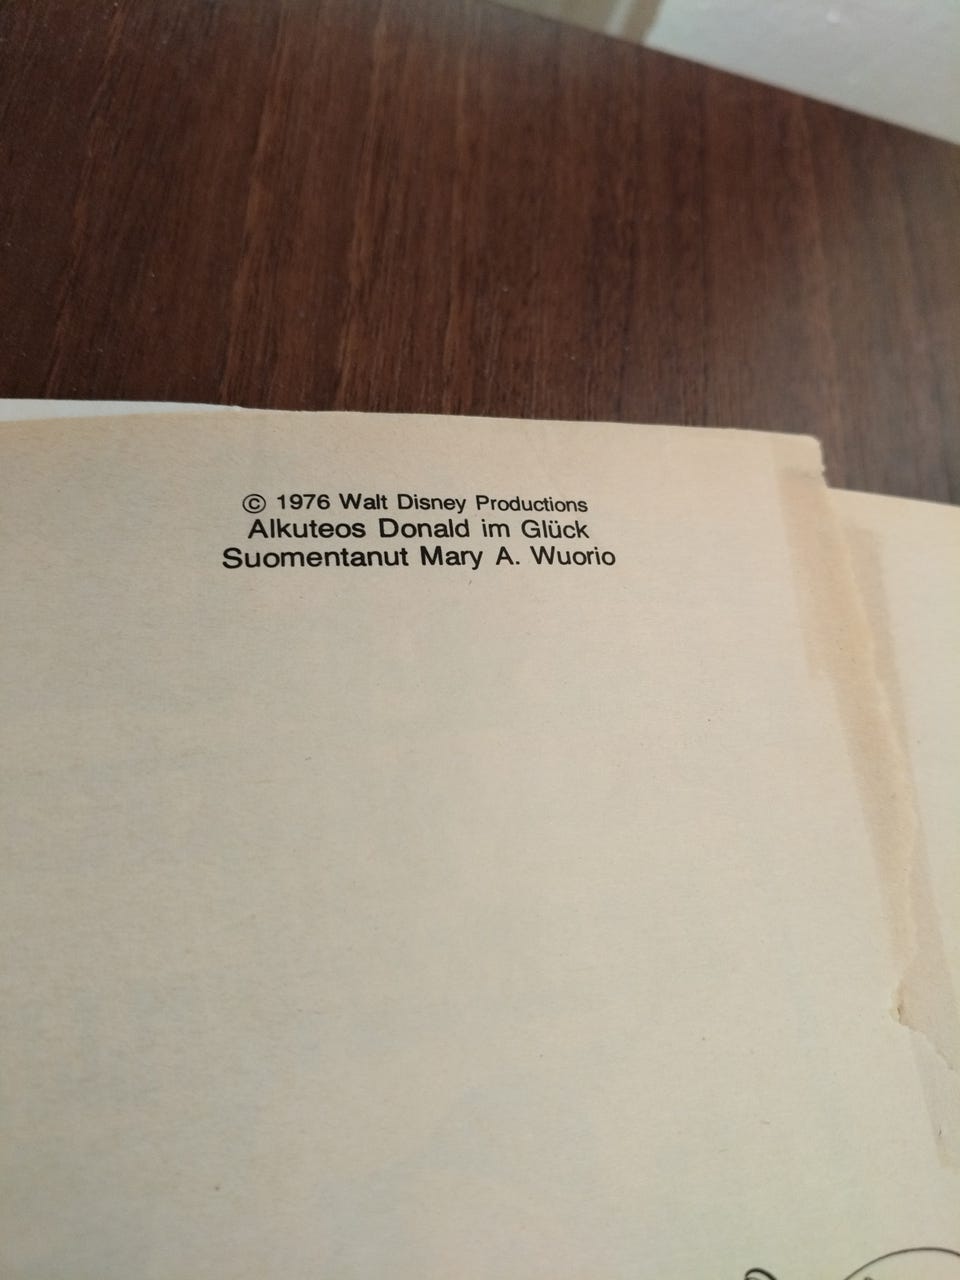 © 1976 Walt Disney Productions
Alkuteos Donald im Glück
Suomentanut Mary A. Wuorio